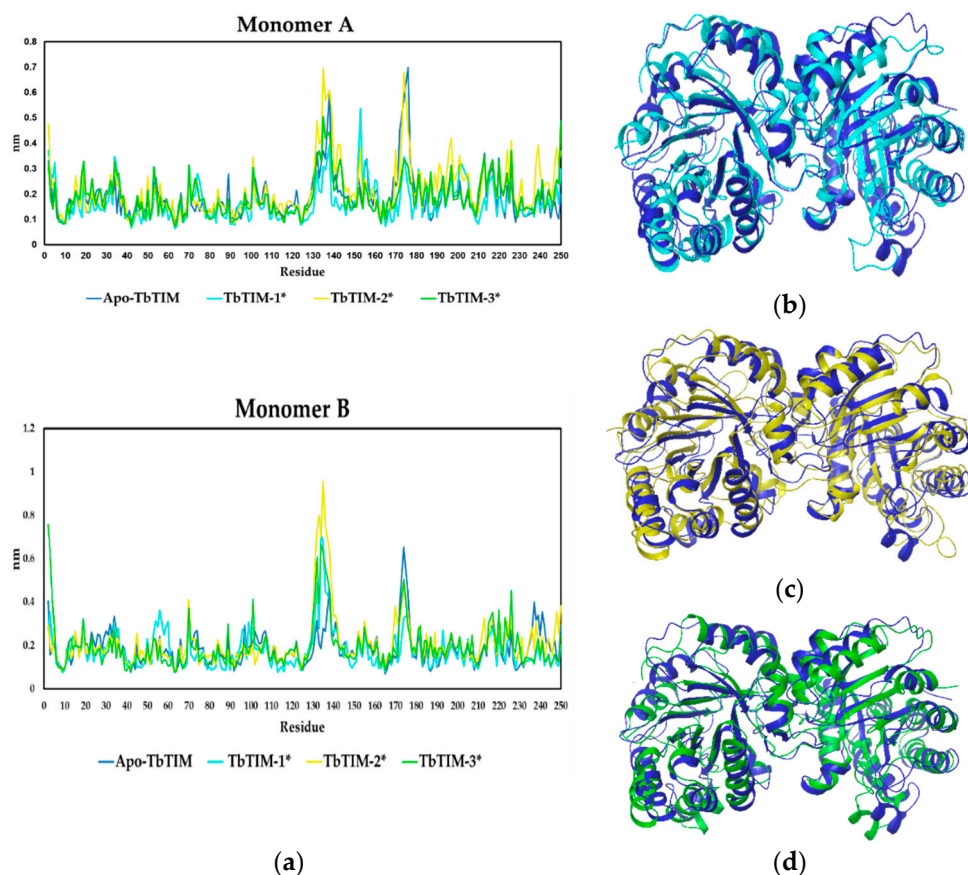 Monomer A
0.8
0.7
0.6
0.5
0.4
0.3
0.2
0.1
0
nm
0 10 20 30 40 50 60 70 80 90 100 110 120 130 140 150 160 170 180 190 200 210 220 230 240 250
Residue
Apo-TbTIM TbTIM-1* TbTIM-2* TbTIM-3*
Monomer B
1.2
1
0.8
0.6
0.4
0.2
0
nm
0 10 20 30 40 50 60 70 80 90 100 110 120 130 140 150 160 170 180 190 200 210 220 230 240 250
Residue
Apo-TbTIM TbTIM-1* TbTIM-2* TbTIM-3*
(a)
(b)
(c)
(d)